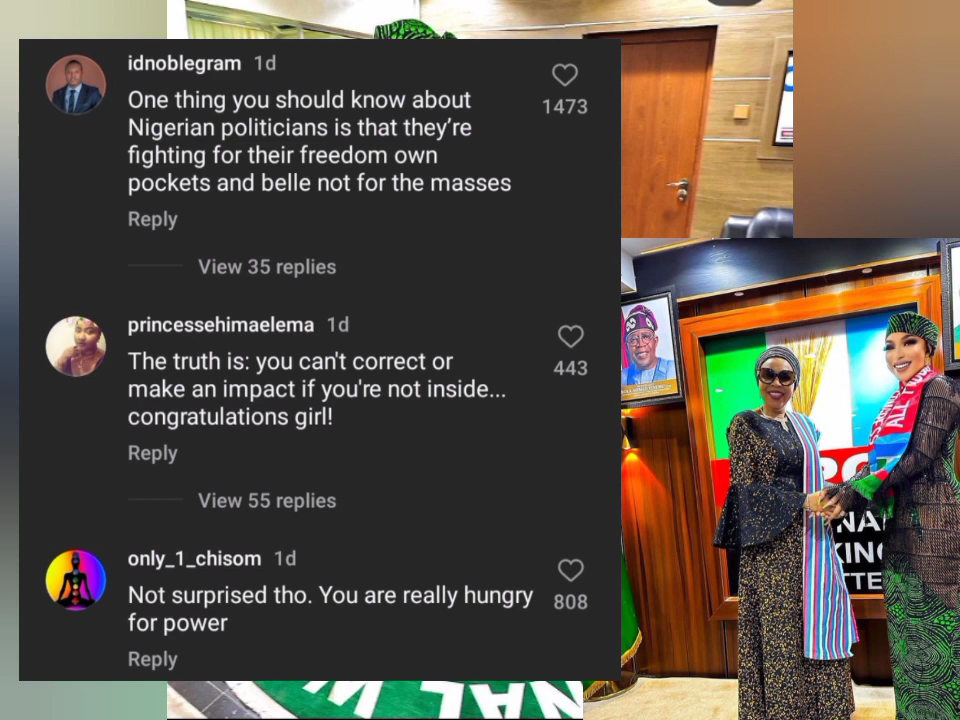 idnoblegram 1d
One thing you should know about
Nigerian politicians is that they’re
fighting for their freedom own
pockets and belle not for the masses
1473
Reply
View 35 replies
princessehimaelema 1d
The truth is: you can't correct or
make an impact if you're not inside...
congratulations girl!
443
Reply
View 55 replies
only_1_chisom 1d
Not surprised tho. You are really hungry
for power
808
Reply
ALL
NAL